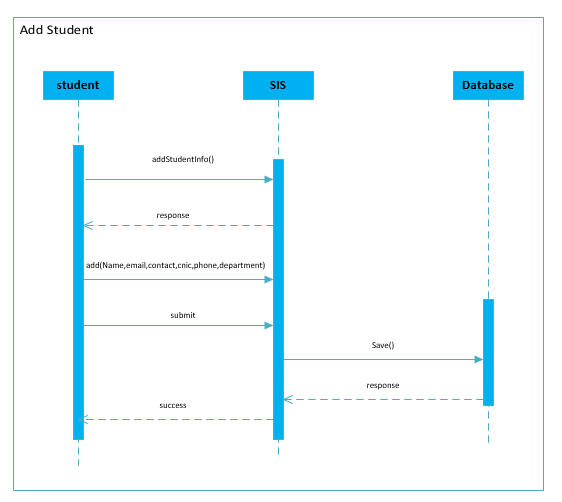 Add Student
student
SIS
Database
addStudentInfo()
response
add(Name,email,contact,cnic,phone,department)
submit
Save()
response
success